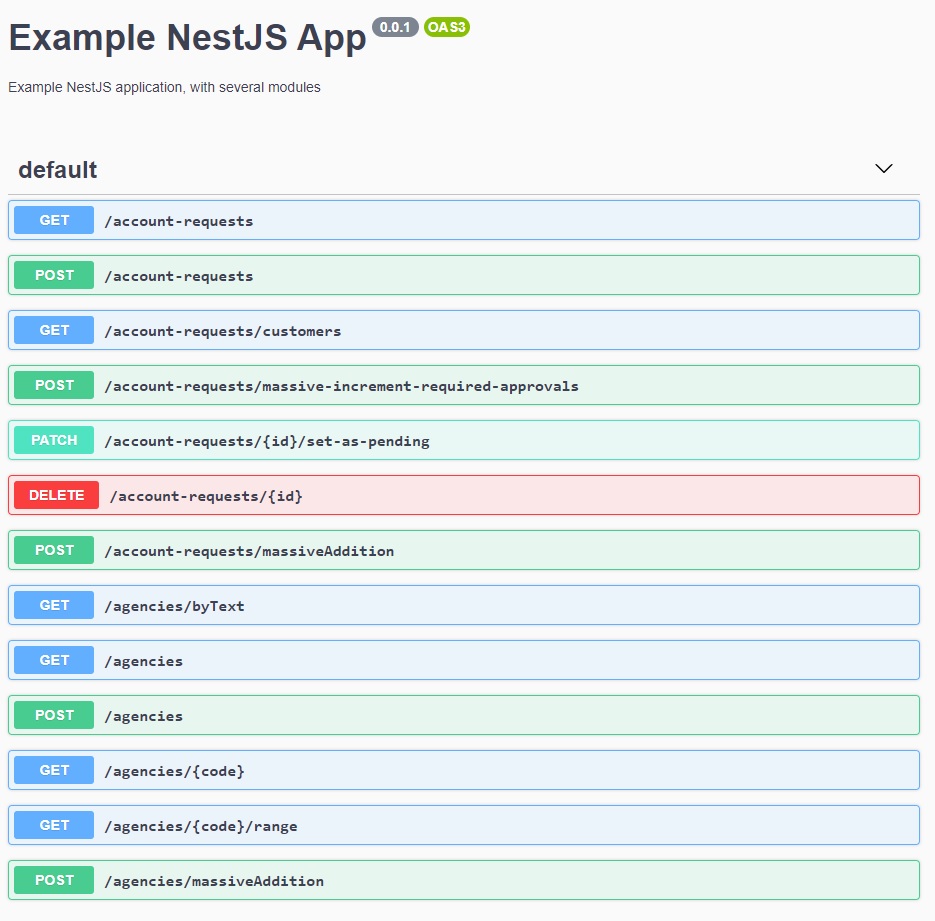 Example NestJS App 0.0.1 OAS3
Example NestJS application, with several modules
default
GET /account-requests
POST /account-requests
GET /account-requests/customers
POST /account-requests/massive-increment-required-approvals
PATCH /account-requests/{id}/set-as-pending
DELETE /account-requests/{id}
POST /account-requests/massiveAddition
GET /agencies/byText
GET /agencies
POST /agencies
GET /agencies/{code}
GET /agencies/{code}/range
POST /agencies/massiveAddition